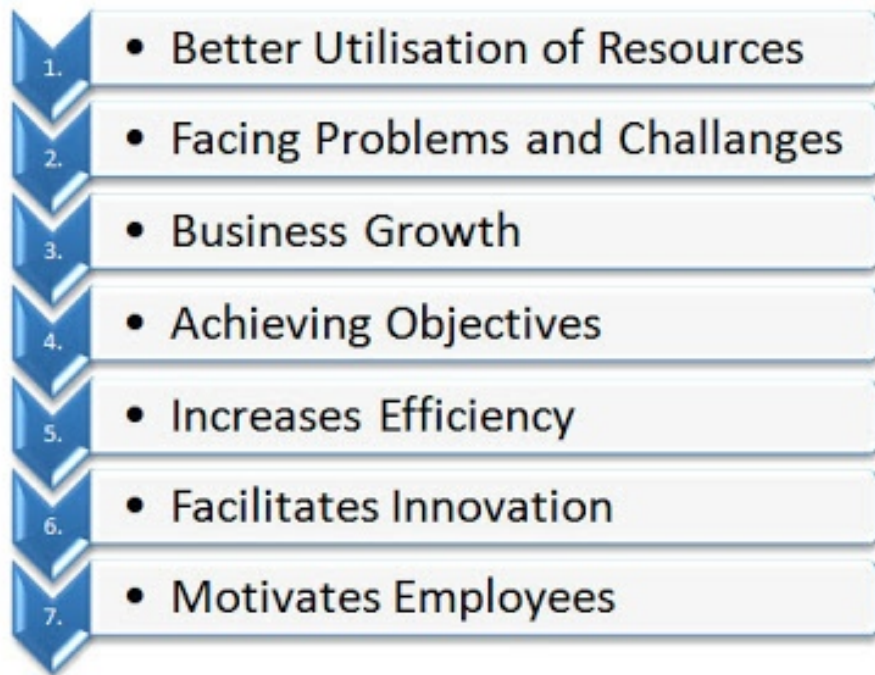 1. • Better Utilisation of Resources
2. • Facing Problems and Challanges
3. • Business Growth
4. • Achieving Objectives
5. • Increases Efficiency
6. • Facilitates Innovation
7. • Motivates Employees